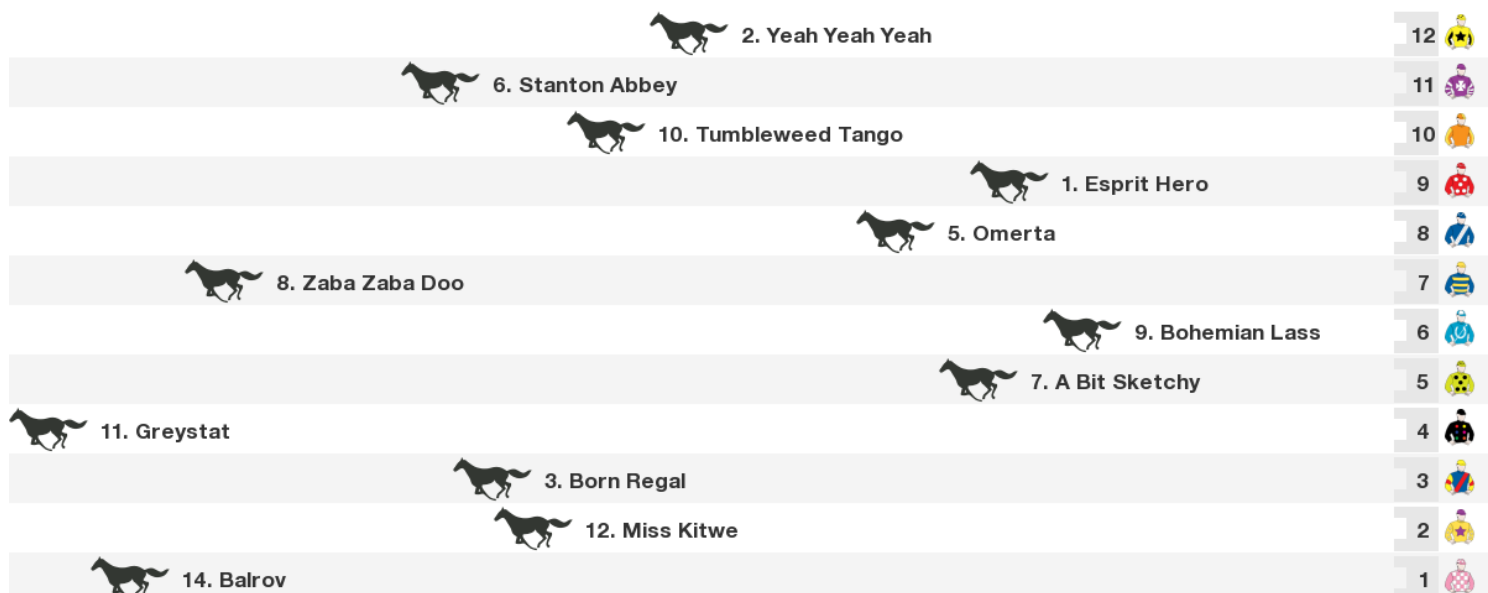 2. Yeah Yeah Yeah 12
6. Stanton Abbey 11
10. Tumbleweed Tango 10
1. Esprit Hero 9
5. Omerta 8
8. Zaba Zaba Doo 7
9. Bohemian Lass 6
7. A Bit Sketchy 5
11. Greystat 4
3. Born Regal 3
12. Miss Kitwe 2
14. Balrov 1